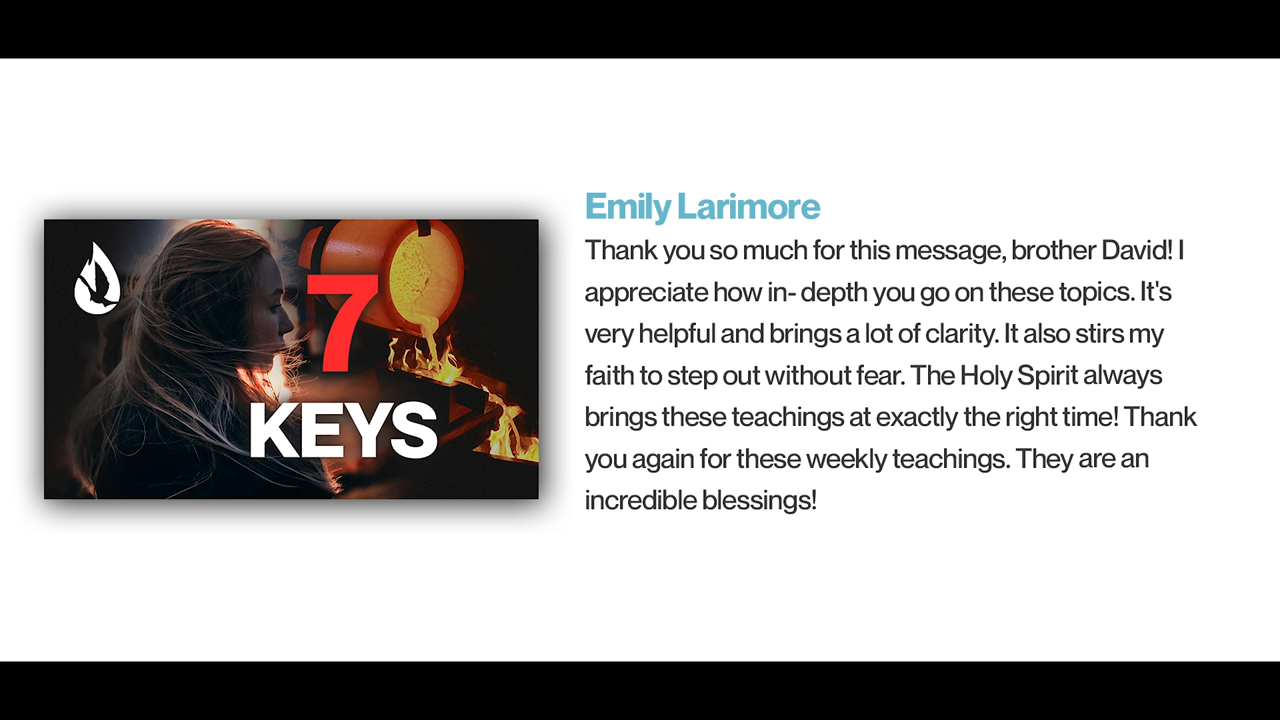 7
KEYS
Emily Larimore
Thank you so much for this message, brother David! I
appreciate how in- depth you go on these topics. It's
very helpful and brings a lot of clarity. It also stirs my
faith to step out without fear. The Holy Spirit always
brings these teachings at exactly the right time! Thank
you again for these weekly teachings. They are an
incredible blessings!